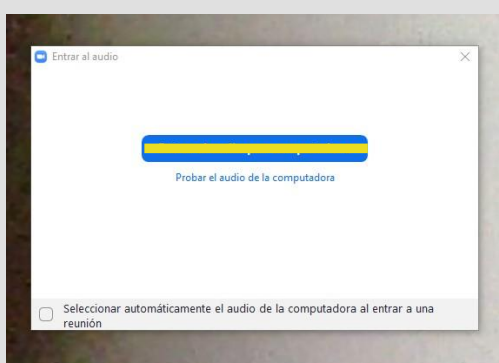 Entrar al audio
Probar el audio de la computadora
Seleccionar automáticamente el audio de la computadora al entrar a una
reunión